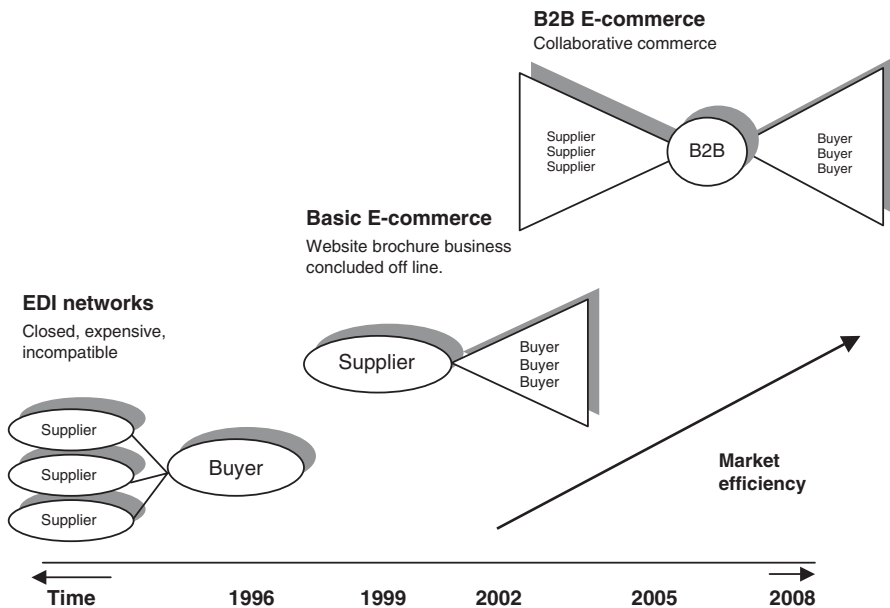 B2B E-commerce
Collaborative commerce
Supplier
Supplier
Supplier
B2B
Buyer
Buyer
Buyer
Basic E-commerce
Website brochure business
concluded off line.
Supplier
Buyer
Buyer
Buyer
EDI networks
Closed, expensive,
incompatible
Supplier
Supplier
Supplier
Buyer
Market
efficiency
Time 1996 1999 2002 2005 2008